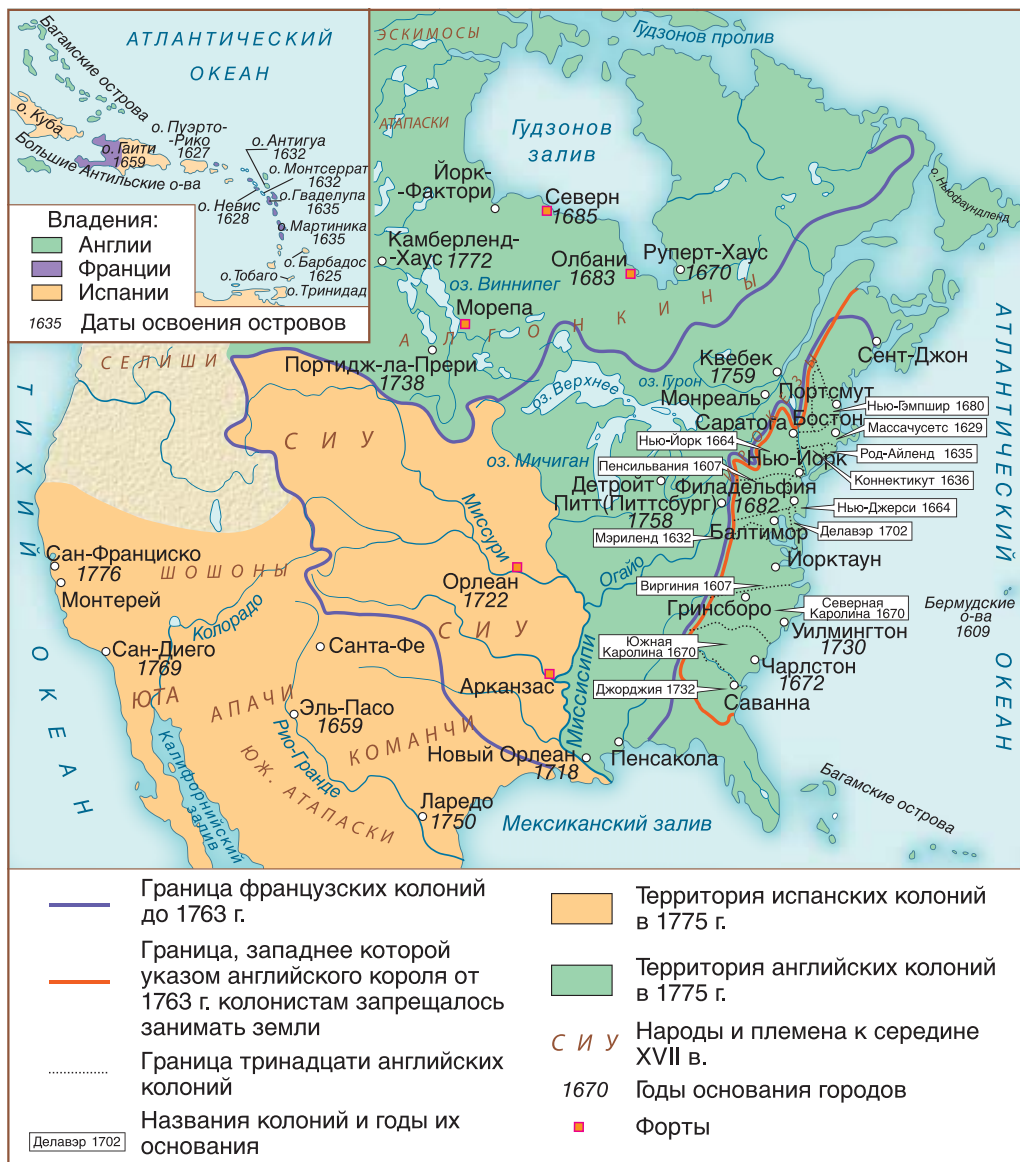 АТЛАНТИЧЕСКИЙ
ОКЕАН
Багамские острова
о. Куба
о. Пуэрто-
-Рико
1627
о. Гаити
1659
Большие Антильские о-ва
о. Антигуа
1632
о. Монтсеррат
1632
о. Гваделупа
1635
о. Невис
1628
о. Мартиника
1635
о. Барбадос
1625
о. Тобаго
о. Тринидад
Владения:
Англии
Франции
Испании
1635 Даты освоения островов
ЭСКИМОСЫ
Гудзонов пролив
АТАПАСКИ
Гудзонов
залив
Йорк-
-Фактори
Северн
1685
о. Ньюфаундленд
Камберленд-
-Хаус 1772
Олбани
1683
Руперт-Хаус
1670
оз. Виннипег
Морепа
АЛГОНКИНЫ
СЕЛИШИ
Портидж-ла-Прери
1738
оз. Верхнее
оз. Гурон
Квебек
1759
Монреаль
Сент-Джон
Портсмут
Нью-Гэмпшир 1680
Саратога
Бостон
Массачусетс 1629
СИУ
Нью-Йорк 1664
оз. Мичиган
Нью-Йорк
Род-Айленд 1635
Пенсильвания 1607
Коннектикут 1636
Детройт
Филадельфия
1682
Питт(Питтсбург)
1758
Нью-Джерси 1664
Мэриленд 1632
Балтимор
Делавэр 1702
Миссури
Йорктаун
Сан-Франциско
1776
ШОШОНЫ
Монтерей
Орлеан
1722
Огайо
Виргиния 1607
Гринсборо
Северная
Каролина 1670
Бермудские
о-ва
1609
Колорадо
СИУ
Уилмингтон
1730
Сан-Диего
1769
Санта-Фе
Южная
Каролина 1670
Чарлстон
1672
Арканзас
Миссисипи
Джорджия 1732
Саванна
ЮТА
АПАЧИ
Эль-Пасо
1659
КОМАНЧИ
Рио-Гранде
Новый Орлеан
1718
Пенсакола
ЮЖ. АТАПАСКИ
Калифорнийский
залив
Ларедо
1750
Мексиканский залив
Багамские острова
ТИХИЙ
ОКЕАН
АТЛАНТИЧЕСКИЙ
ОКЕАН
Граница французских колоний
до 1763 г.
Граница, западнее которой
указом английского короля от
1763 г. колонистам запрещалось
занимать земли
Граница тринадцати английских
колоний
Делавэр 1702
Названия колоний и годы их
основания
Территория испанских колоний
в 1775 г.
Территория английских колоний
в 1775 г.
СИУ
Народы и племена к середине
XVII в.
1670 Годы основания городов
Форты